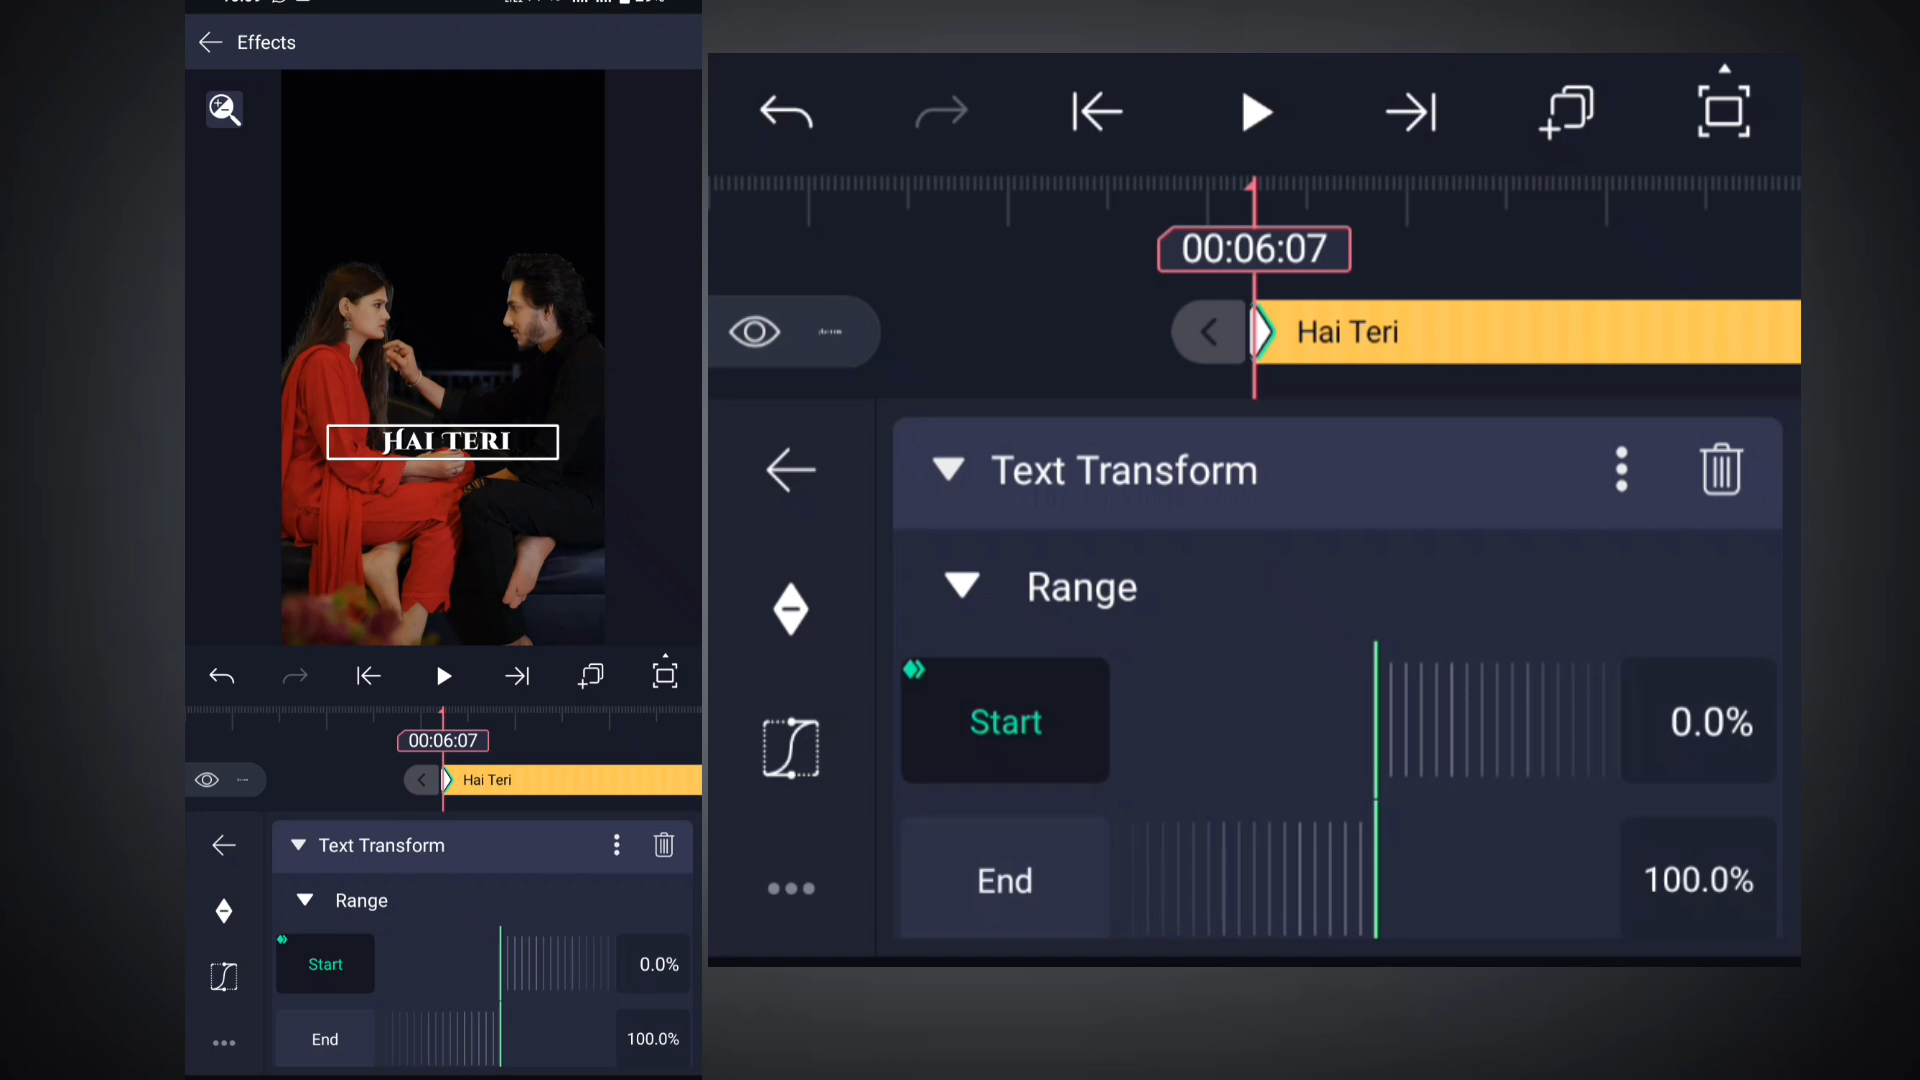 Effects
HAI TERI
00:06:07
Hai Teri
Text Transform
Range
Start
0.0%
End
100.0%
00:06:07
Hai Teri
Text Transform
Range
Start
0.0%
End
100.0%